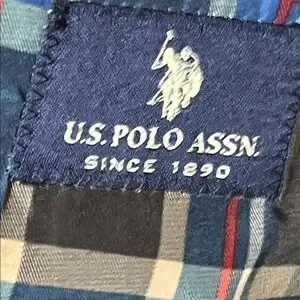 U.S. POLO ASSN.
SINCE 1890